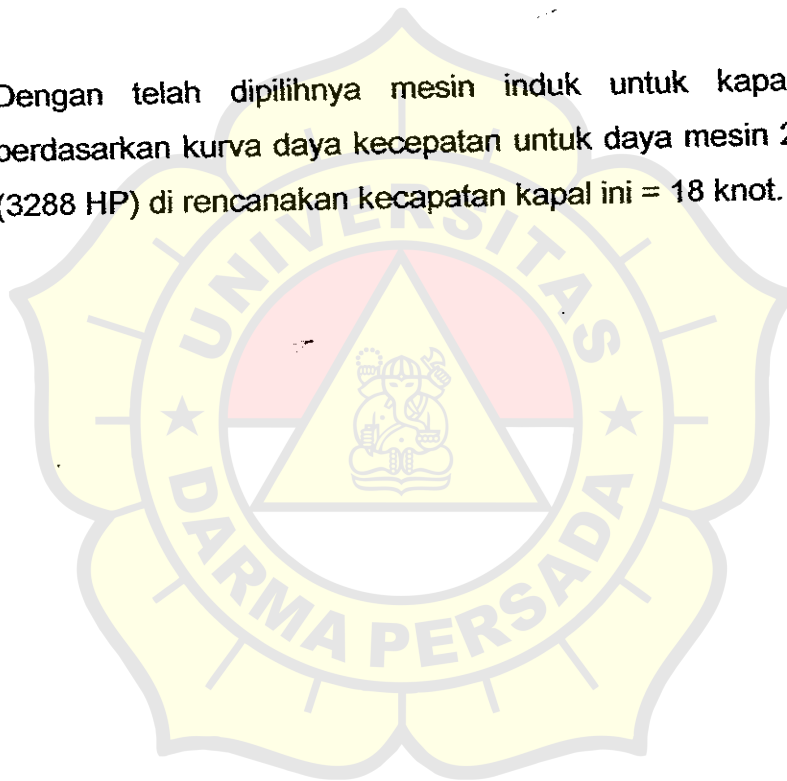 Dengan telah dipilihnya mesin induk untuk kapa
berdasarkan kurva daya kecepatan untuk daya mesin 2
(3288 HP) di rencanakan kecapatan kapal ini = 18 knot.
UNIVERSITAS
DARMA PERSADA